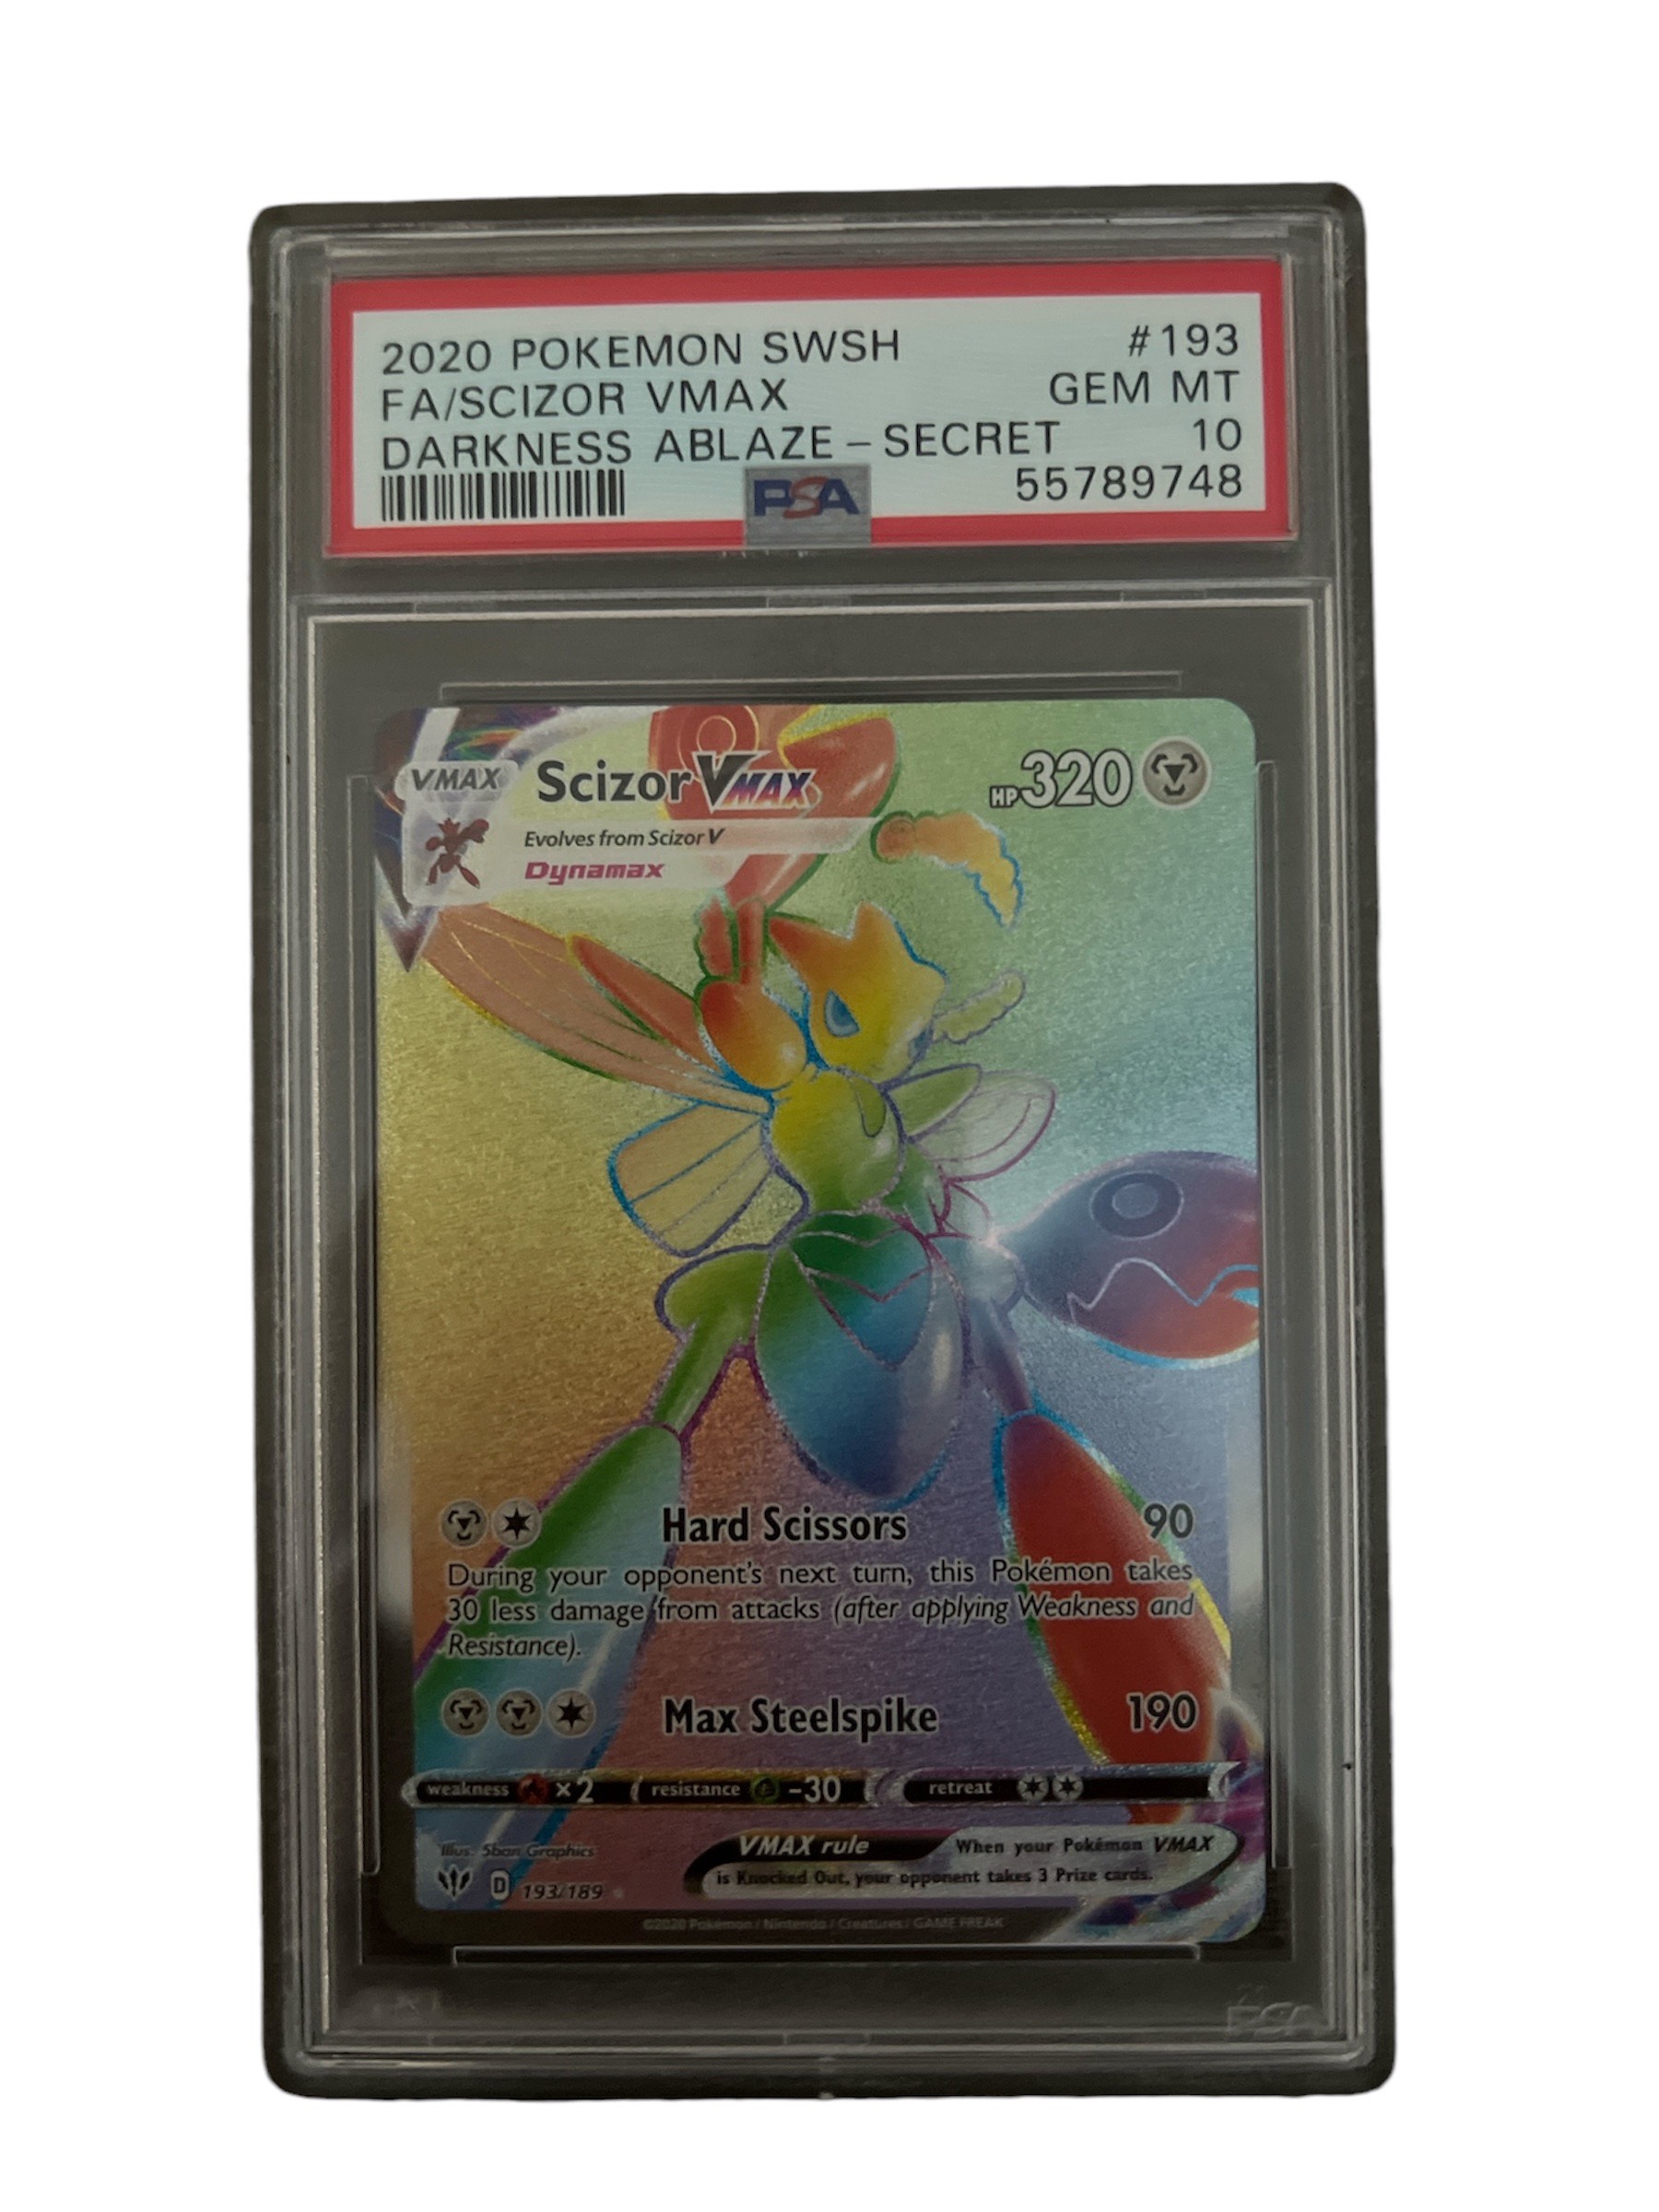 2020 POKEMON SWSH #193
FA/SCIZOR VMAX GEM MT
DARKNESS ABLAZE – SECRET 10
55789748
PSA
VMAX Scizor VMAX HP 320
Evolves from Scizor V
Dynamax
Hard Scissors 90
During your opponent's next turn, this Pokémon takes
30 less damage from attacks (after applying Weakness and
Resistance).
Max Steelspike 190
weakness ×2 resistance -30 retreat
Illus. 5ban Graphics
VMAX rule When your Pokémon VMAX
is Knocked Out, your opponent takes 3 Prize cards.
D 193/189
©2020 Pokémon / Nintendo / Creatures / GAME FREAK
PSA